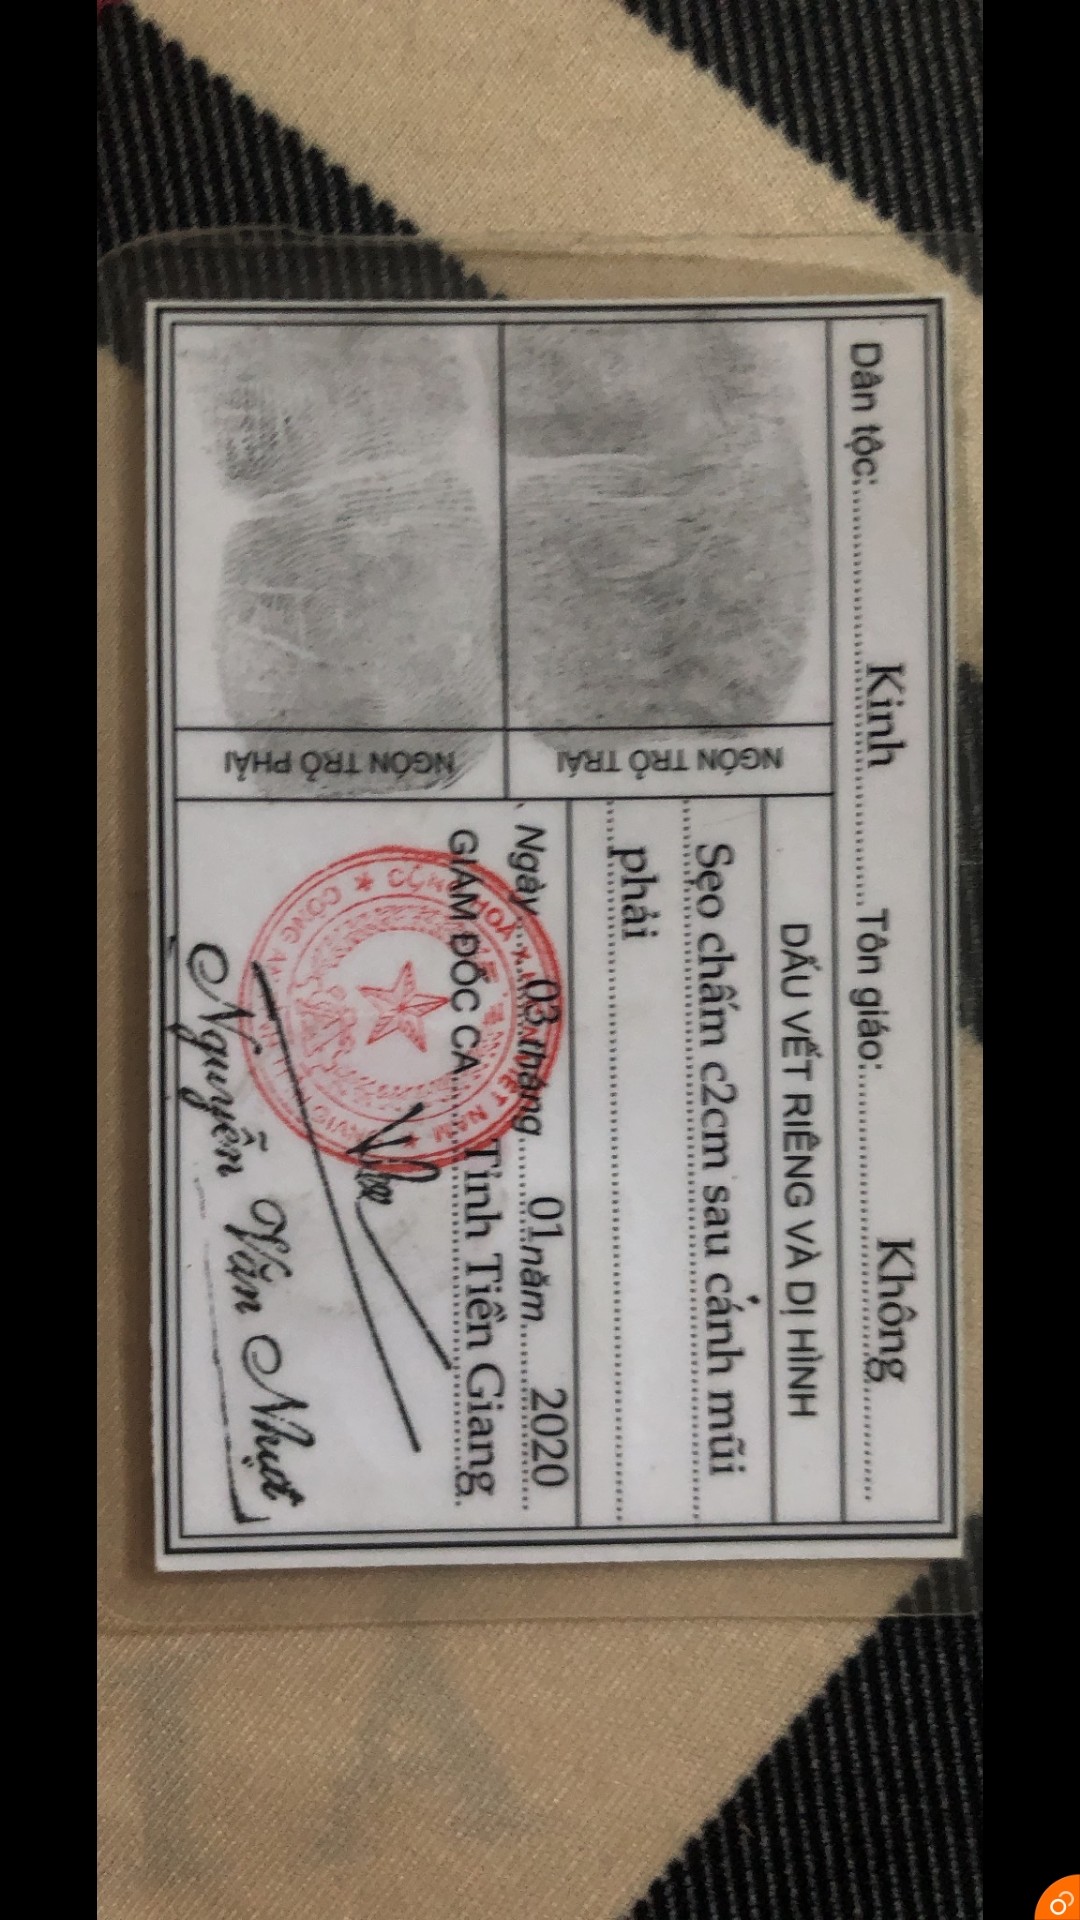 Dân tộc: Kinh Tôn giáo: Không
NGÓN TRỎ TRÁI
NGÓN TRỎ PHẢI
DẤU VẾT RIÊNG VÀ DỊ HÌNH
Sẹo chấm c2cm sau cánh mũi
phải
Ngày 03 tháng 01 năm 2020
GIÁM ĐỐC CA Tỉnh Tiền Giang
Nguyễn Văn Nhựt